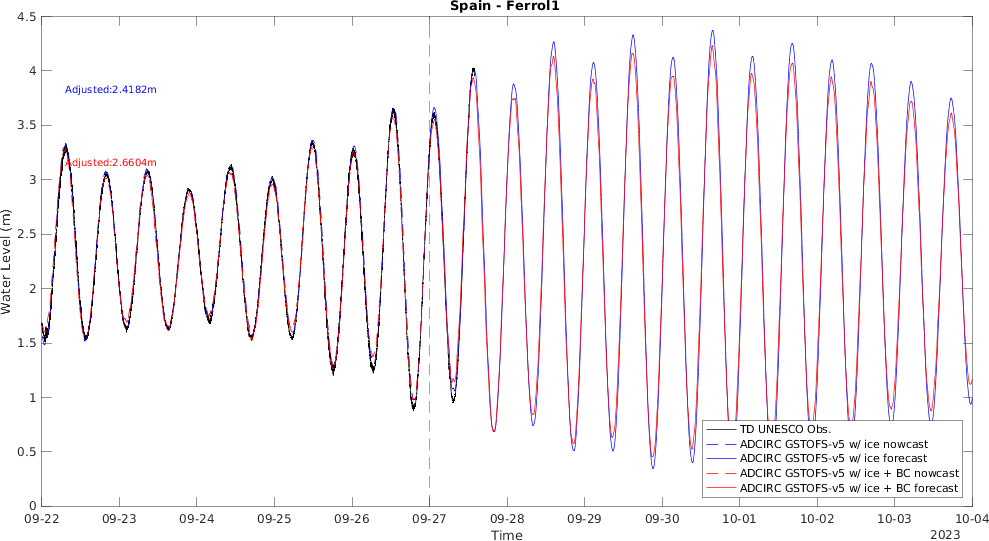 Spain - Ferrol1
4.5
4
3.5
3
2.5
2
1.5
1
0.5
0
Water Level (m)
Adjusted:2.4182m
Adjusted:2.6604m
TD UNESCO Obs.
ADCIRC GSTOFS-v5 w/ ice nowcast
ADCIRC GSTOFS-v5 w/ ice forecast
ADCIRC GSTOFS-v5 w/ ice + BC nowcast
ADCIRC GSTOFS-v5 w/ ice + BC forecast
09-22 09-23 09-24 09-25 09-26 09-27 09-28 09-29 09-30 10-01 10-02 10-03 10-04
Time
2023